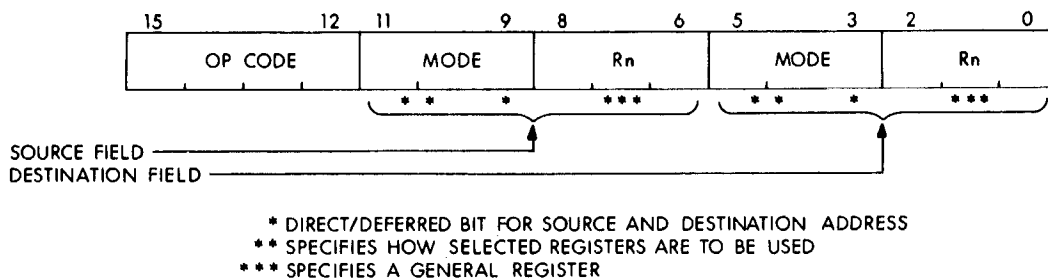 15 12 11 9 8 6 5 3 2 0
OP CODE MODE Rn MODE Rn
** * *** ** * ***
SOURCE FIELD
DESTINATION FIELD
* DIRECT/DEFERRED BIT FOR SOURCE AND DESTINATION ADDRESS
** SPECIFIES HOW SELECTED REGISTERS ARE TO BE USED
*** SPECIFIES A GENERAL REGISTER